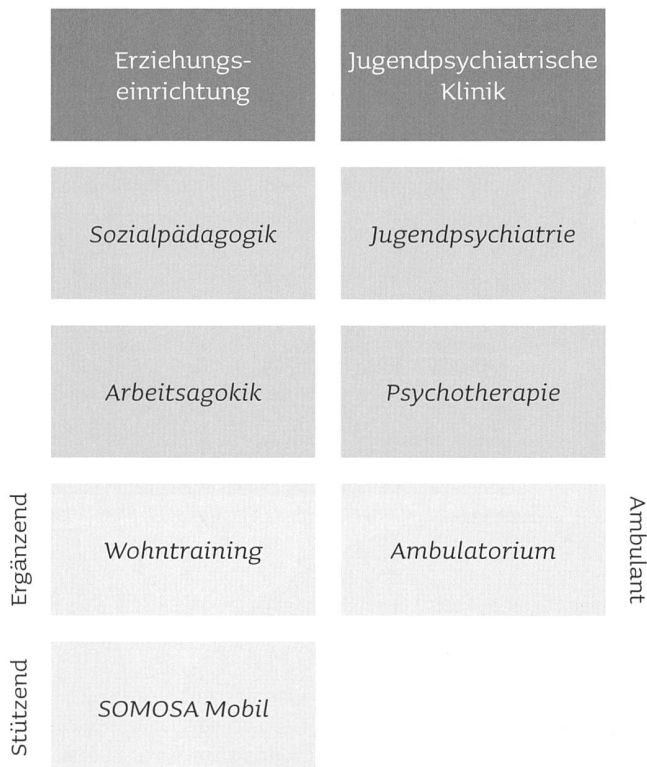 Erziehungs-
einrichtung
Jugendpsychiatrische
Klinik
Sozialpädagogik
Jugendpsychiatrie
Arbeitsagokik
Psychotherapie
Ergänzend
Wohntraining
Ambulatorium
Ambulant
Stützend
SOMOSA Mobil